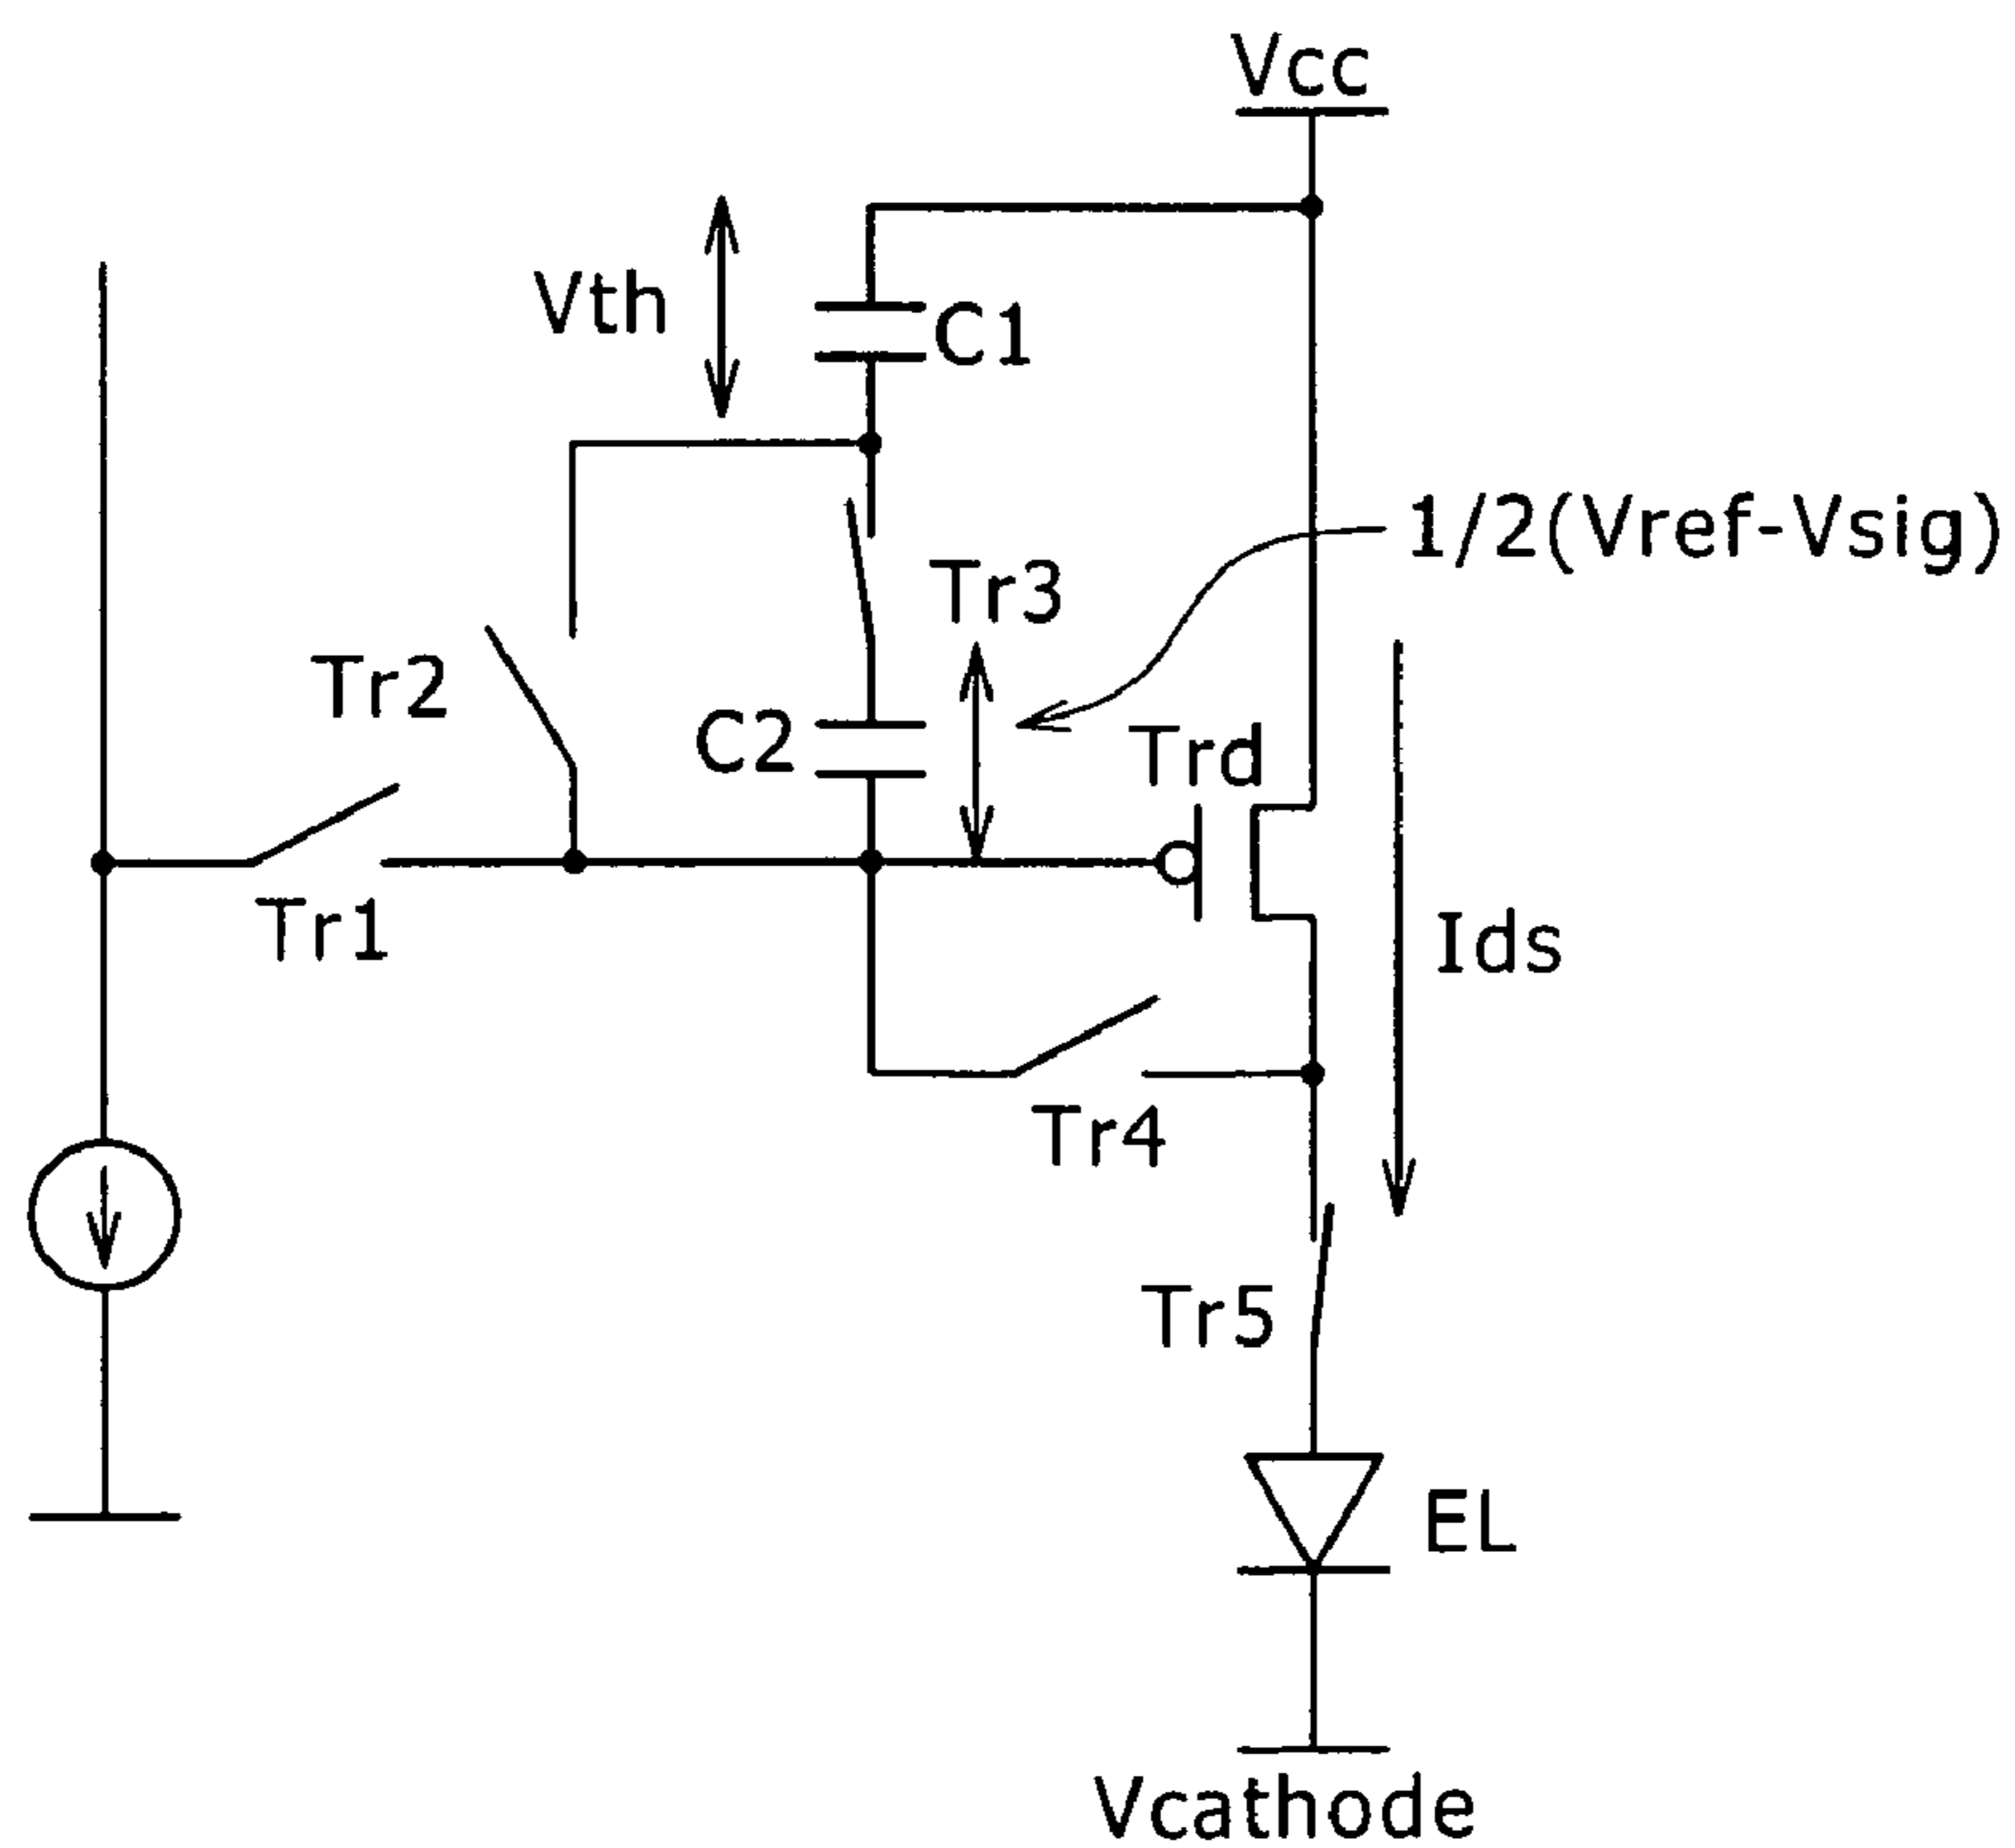 Vcc
Vth
C1
1/2(Vref-Vsig)
Tr3
Tr2
C2
Trd
Tr1
Ids
Tr4
Tr5
EL
Vcathode